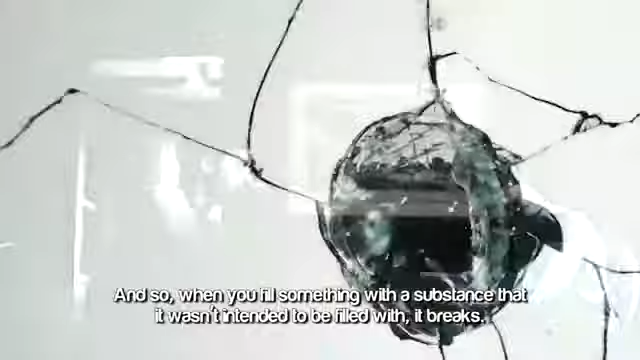 And so, when you fill something with a substance that
it wasn't intended to be filled with, it breaks.